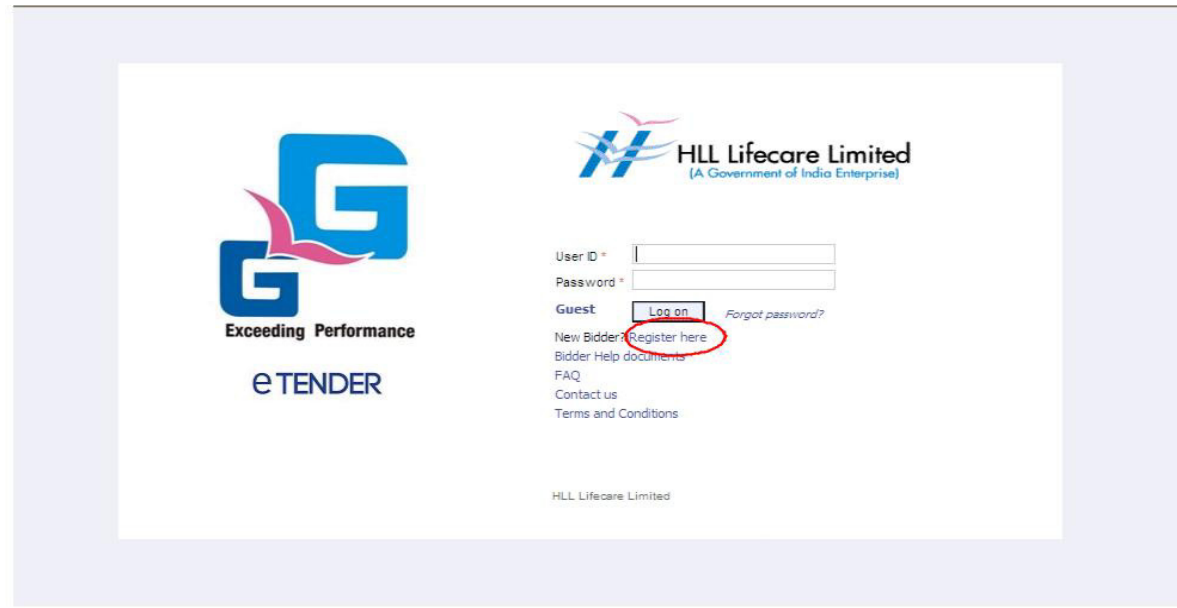 HLL Lifecare Limited
(A Government of India Enterprise)
G
G
Exceeding Performance
e TENDER
User ID *
Password *
Guest Log on Forgot password?
New Bidder? Register here
Bidder Help documents
FAQ
Contact us
Terms and Conditions
HLL Lifecare Limited